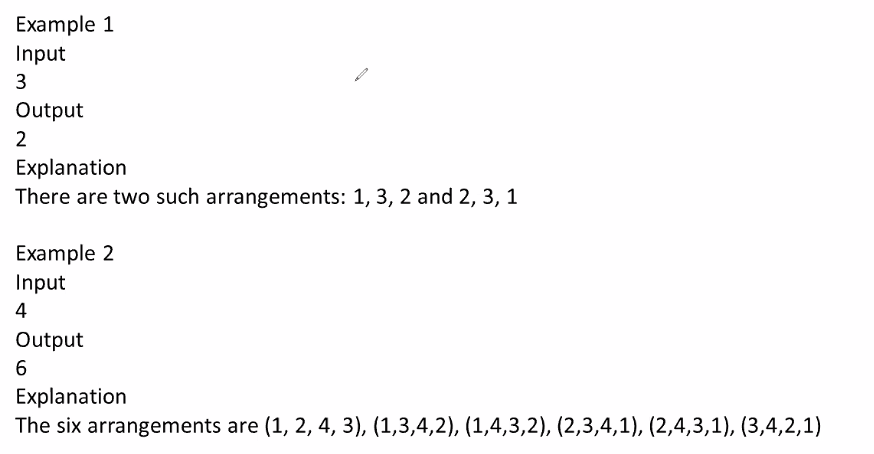 Example 1
Input
3
Output
2
Explanation
There are two such arrangements: 1, 3, 2 and 2, 3, 1
Example 2
Input
4
Output
6
Explanation
The six arrangements are (1, 2, 4, 3), (1,3,4,2), (1,4,3,2), (2,3,4,1), (2,4,3,1), (3,4,2,1)